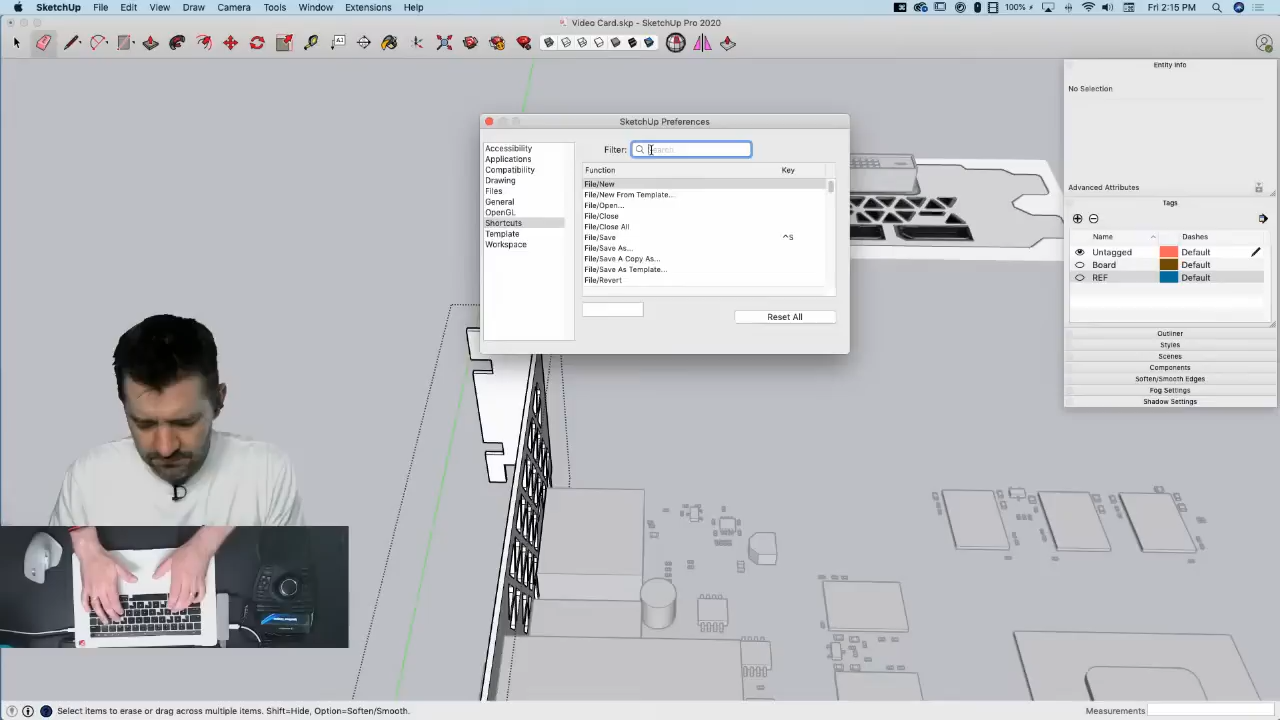 SketchUp File Edit View Draw Camera Tools Window Extensions Help 100% Fri 2:15 PM
Video Card.skp - SketchUp Pro 2020
Entity Info
No Selection
Advanced Attributes
Tags
Name Dashes
Untagged Default
Board Default
REF Default
Outliner
Styles
Scenes
Components
Soften/Smooth Edges
Fog Settings
Shadow Settings
SketchUp Preferences
Accessibility
Applications
Compatibility
Drawing
Files
General
OpenGL
Shortcuts
Template
Workspace
Filter:
Function Key
File/New
File/New From Template...
File/Open...
File/Close
File/Close All
File/Save ^S
File/Save As...
File/Save A Copy As...
File/Save As Template...
File/Revert
Reset All
Select items to erase or drag across multiple items. Shift=Hide, Option=Soften/Smooth.
Measurements